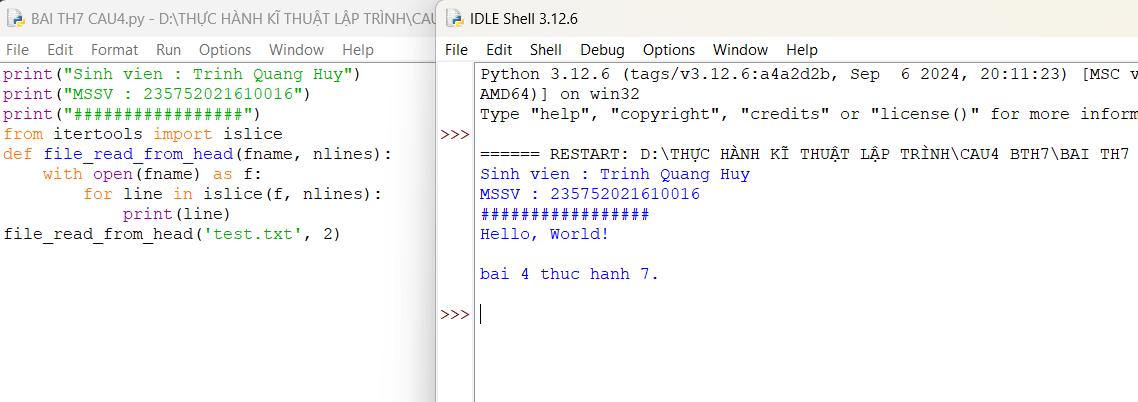 BAI TH7 CAU4.py - D:\THỰC HÀNH KĨ THUẬT LẬP TRÌNH\CAU
File Edit Format Run Options Window Help
print("Sinh vien : Trinh Quang Huy")
print("MSSV : 235752021610016")
print("#################")
from itertools import islice
def file_read_from_head(fname, nlines):
    with open(fname) as f:
        for line in islice(f, nlines):
            print(line)
file_read_from_head('test.txt', 2)
IDLE Shell 3.12.6
File Edit Shell Debug Options Window Help
Python 3.12.6 (tags/v3.12.6:a4a2d2b, Sep  6 2024, 20:11:23) [MSC v
AMD64)] on win32
Type "help", "copyright", "credits" or "license()" for more inform
>>>
====== RESTART: D:\THỰC HÀNH KĨ THUẬT LẬP TRÌNH\CAU4 BTH7\BAI TH7
Sinh vien : Trinh Quang Huy
MSSV : 235752021610016
#################
Hello, World!
bai 4 thuc hanh 7.
>>>